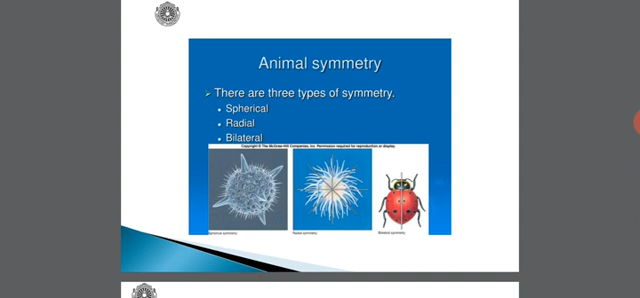 Animal symmetry
There are three types of symmetry.
Spherical
Radial
Bilateral
Copyright © The McGraw-Hill Companies, Inc. Permission required for reproduction or display.
Spherical symmetry
Radial symmetry
Bilateral symmetry